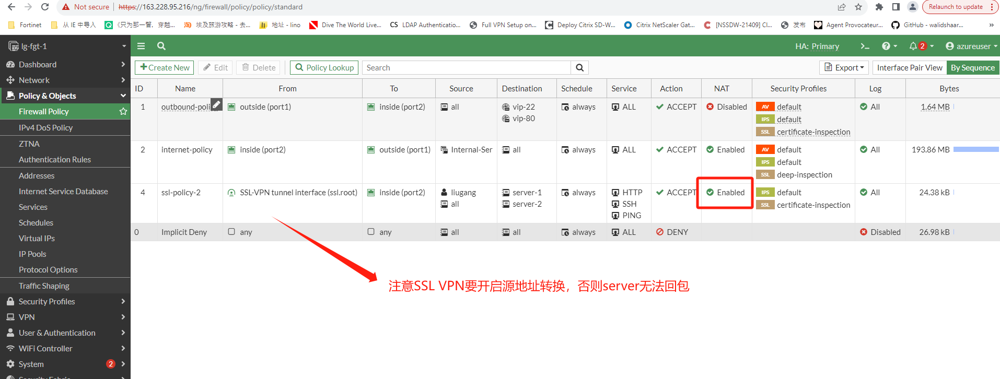 Not secure https://163.228.95.216/ng/firewall/policy/policy/standard Relaunch to update
Fortinet 从 IE 中导入 《只为那一瞥，穿越... 埃及旅游攻略 - 去... 地址 - lino Dive The World Live... CS LDAP Authenticatio... Full VPN Setup on... Deploy Citrix SD-W... Citrix NetScaler Gat... [NSSDW-21409] Cl... 发布 Agent Provocateur... GitHub - walidshaar... »
lg-fgt-1 HA: Primary 2 azureuser
Dashboard
Network
Policy & Objects
Firewall Policy
IPv4 DoS Policy
ZTNA
Authentication Rules
Addresses
Internet Service Database
Services
Schedules
Virtual IPs
IP Pools
Protocol Options
Traffic Shaping
Security Profiles
VPN
User & Authentication
WiFi Controller
System 2
Security Fabric
Create New Edit Delete Policy Lookup Search Export Interface Pair View By Sequence
ID Name From To Source Destination Schedule Service Action NAT Security Profiles Log Bytes
1 outbound-poli outside (port1) inside (port2) all vip-22 always ALL ACCEPT Disabled AV default All 1.64 MB
vip-80 IPS default
SSL certificate-inspection
2 internet-policy inside (port2) outside (port1) Internal-Ser all always ALL ACCEPT Enabled AV default All 193.86 MB
IPS default
SSL deep-inspection
4 ssl-policy-2 SSL-VPN tunnel interface (ssl.root) inside (port2) liugang server-1 always HTTP ACCEPT Enabled IPS default All 24.38 kB
all server-2 SSH SSL certificate-inspection
PING
0 Implicit Deny any any all all always ALL DENY Disabled 26.98 kB
注意SSL VPN要开启源地址转换，否则server无法回包